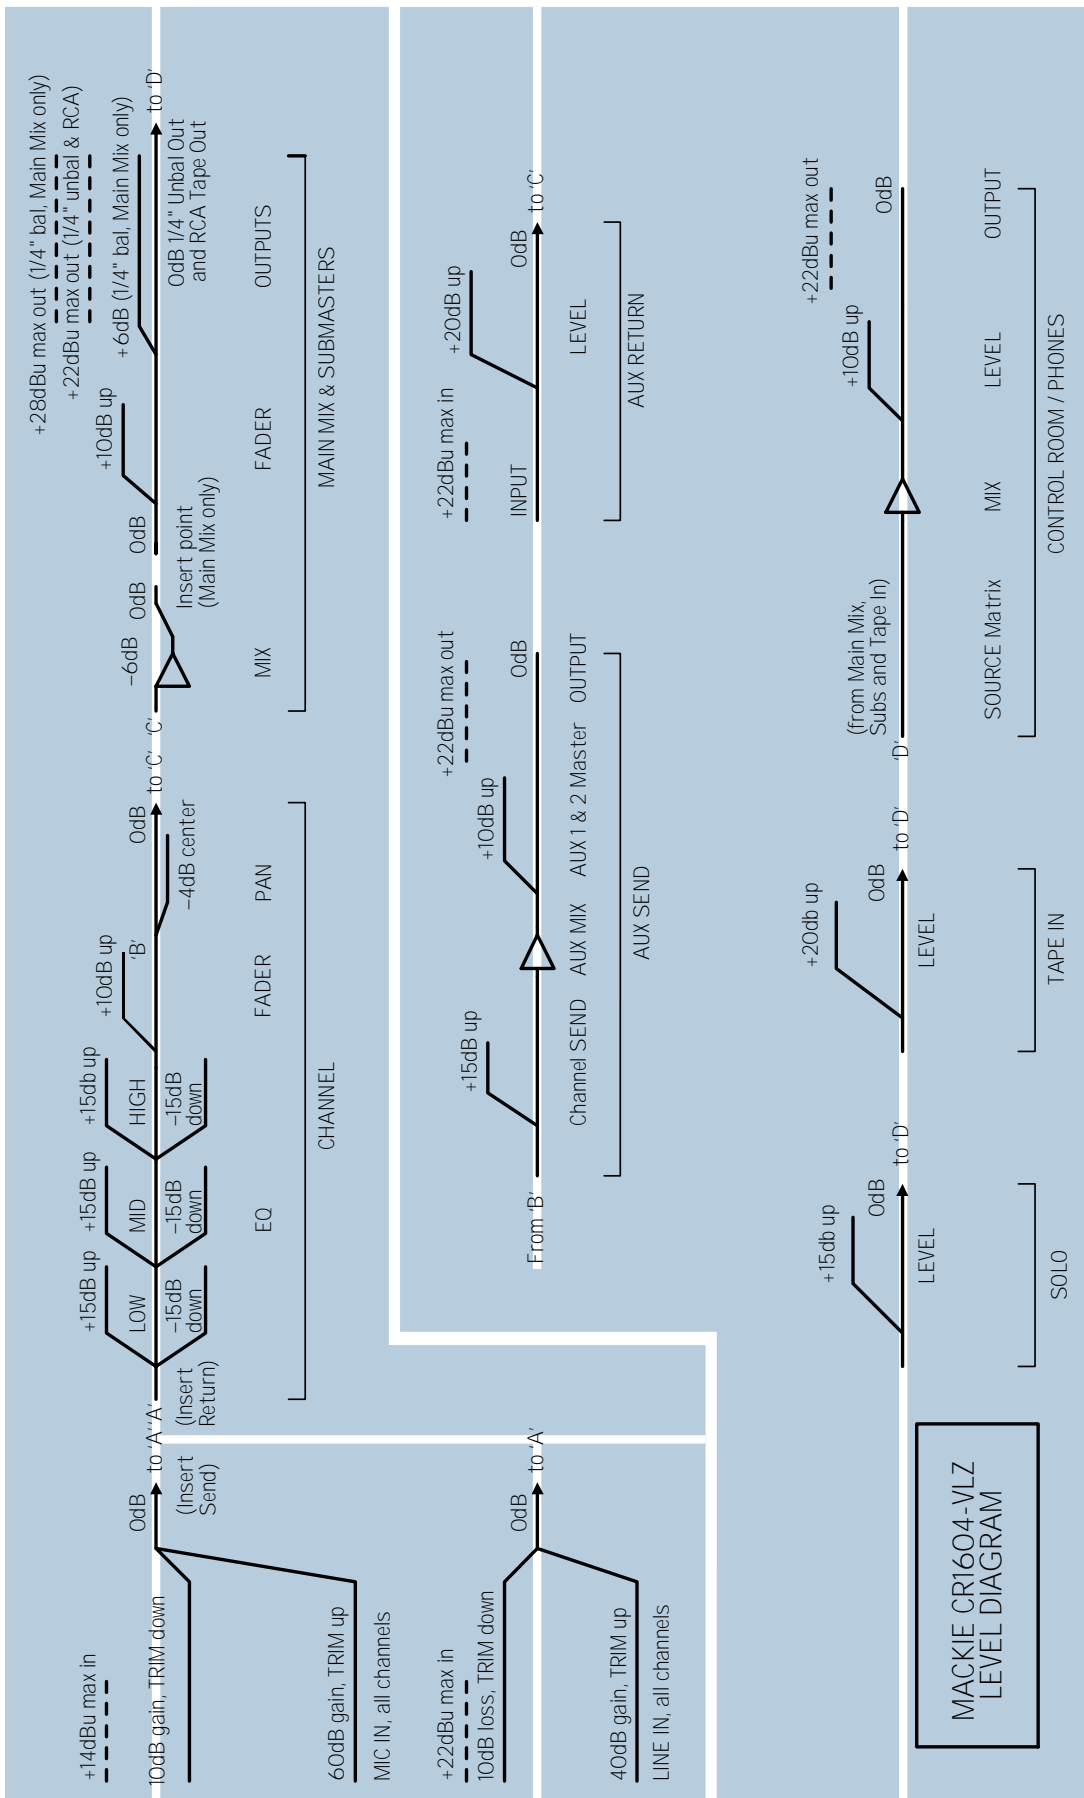 +14dBu max in
10dB gain, TRIM down
60dB gain, TRIM up
MIC IN, all channels
0dB
to ‘A’
(Insert
Send)
‘A’
(Insert
Return)
+15dB up
LOW
–15dB
down
+15dB up
MID
–15dB
down
+15db up
HIGH
–15dB
down
EQ
+10dB up
‘B’
FADER
–4dB center
PAN
0dB
to ‘C’
CHANNEL
‘C’
–6dB
MIX
0dB
Insert point
(Main Mix only)
0dB
+10dB up
FADER
+28dBu max out (1/4" bal, Main Mix only)
+22dBu max out (1/4" unbal & RCA)
+6dB (1/4" bal, Main Mix only)
to ‘D’
0dB 1/4" Unbal Out
and RCA Tape Out
OUTPUTS
MAIN MIX & SUBMASTERS
+22dBu max in
10dB loss, TRIM down
40dB gain, TRIM up
LINE IN, all channels
0dB
to ‘A’
From ‘B’
+15dB up
Channel SEND
AUX MIX
+10dB up
AUX 1 & 2 Master
+22dBu max out
0dB
OUTPUT
AUX SEND
+22dBu max in
INPUT
+20dB up
LEVEL
0dB
to ‘C’
AUX RETURN
MACKIE CR1604-VLZ
LEVEL DIAGRAM
+15db up
LEVEL
0dB
to ‘D’
SOLO
+20db up
LEVEL
0dB
to ‘D’
TAPE IN
‘D’
(from Main Mix,
Subs and Tape In)
SOURCE Matrix
MIX
+10dB up
LEVEL
+22dBu max out
0dB
OUTPUT
CONTROL ROOM / PHONES